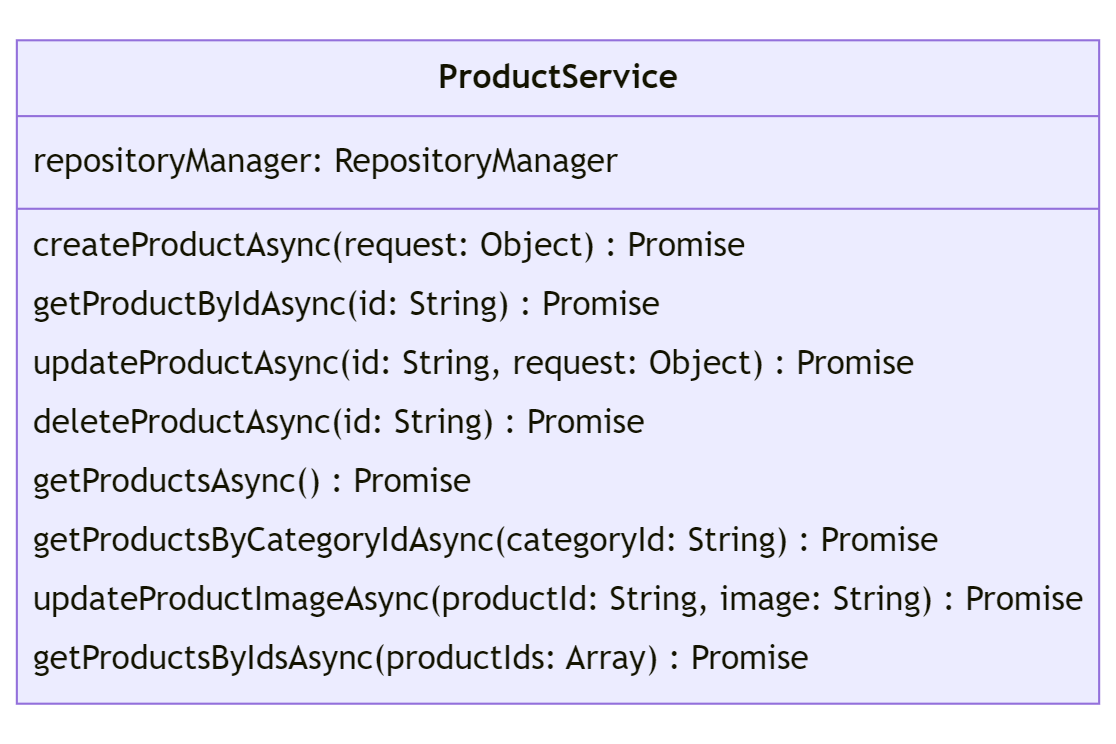 ProductService
repositoryManager: RepositoryManager
createProductAsync(request: Object) : Promise
getProductByIdAsync(id: String) : Promise
updateProductAsync(id: String, request: Object) : Promise
deleteProductAsync(id: String) : Promise
getProductsAsync() : Promise
getProductsByCategoryIdAsync(categoryId: String) : Promise
updateProductImageAsync(productId: String, image: String) : Promise
getProductsByIdsAsync(productIds: Array) : Promise